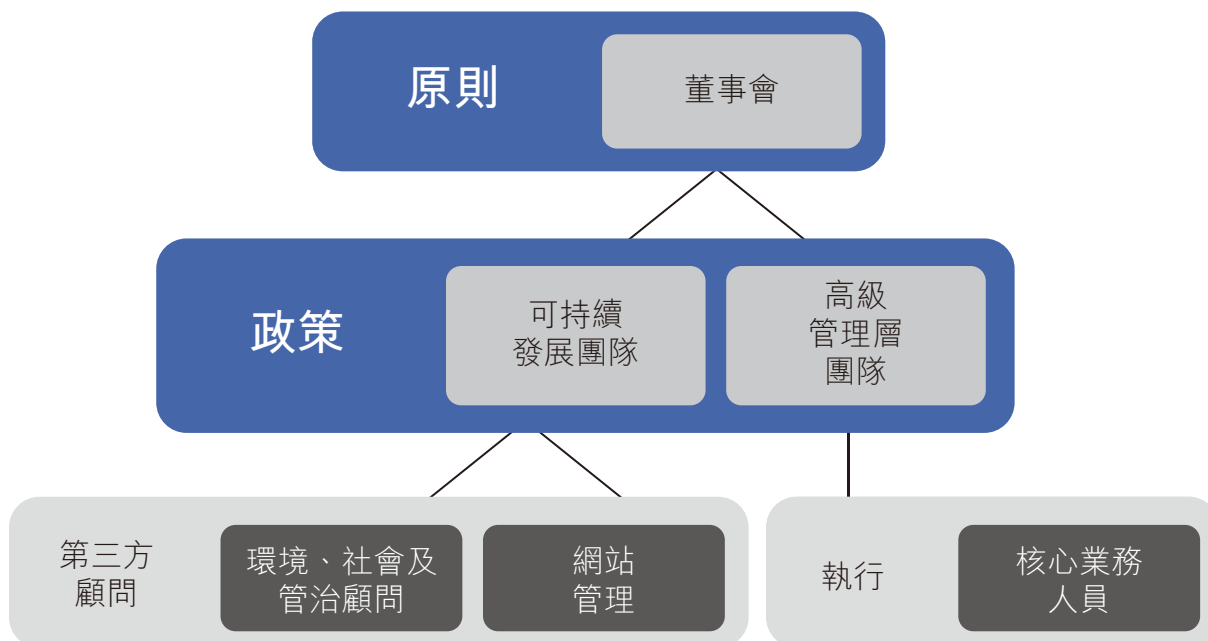 原則
董事會
政策
可持續
發展團隊
高級
管理層
團隊
第三方
顧問
環境、社會及
管治顧問
網站
管理
執行
核心業務
人員